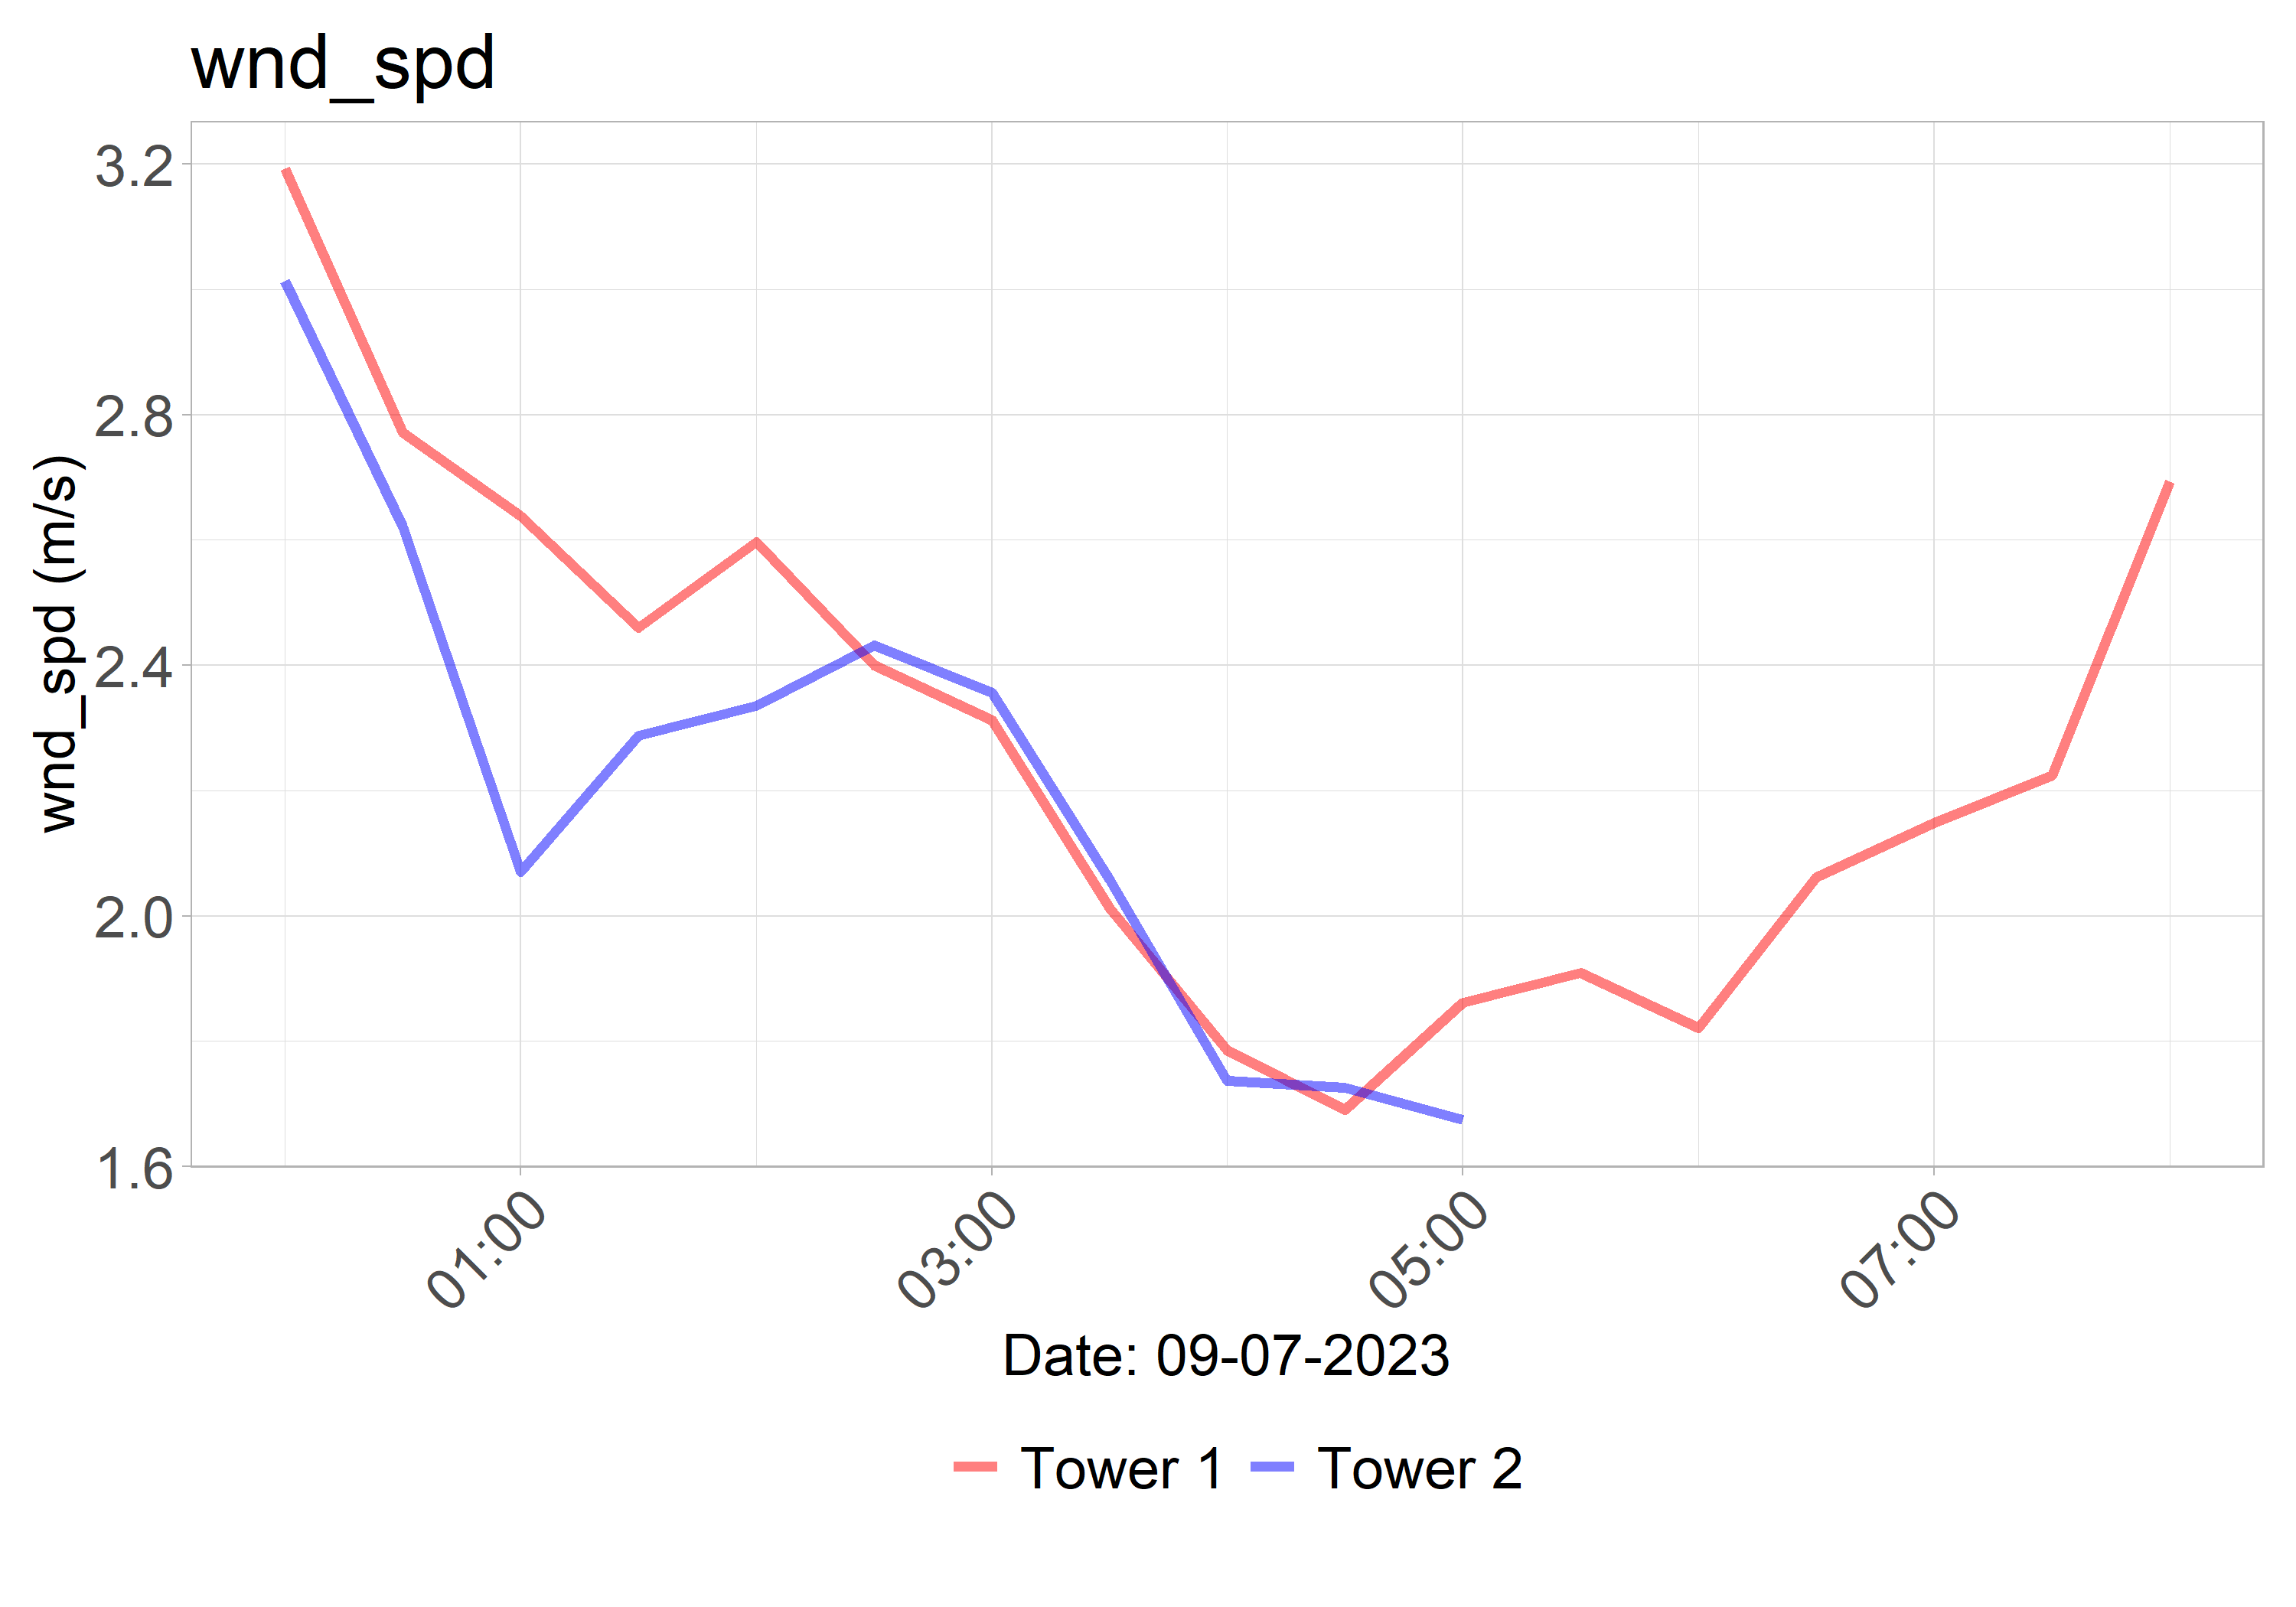 wnd_spd
wnd_spd (m/s)
3.2
2.8
2.4
2.0
1.6
01:00
03:00
05:00
07:00
Date: 09-07-2023
Tower 1
Tower 2